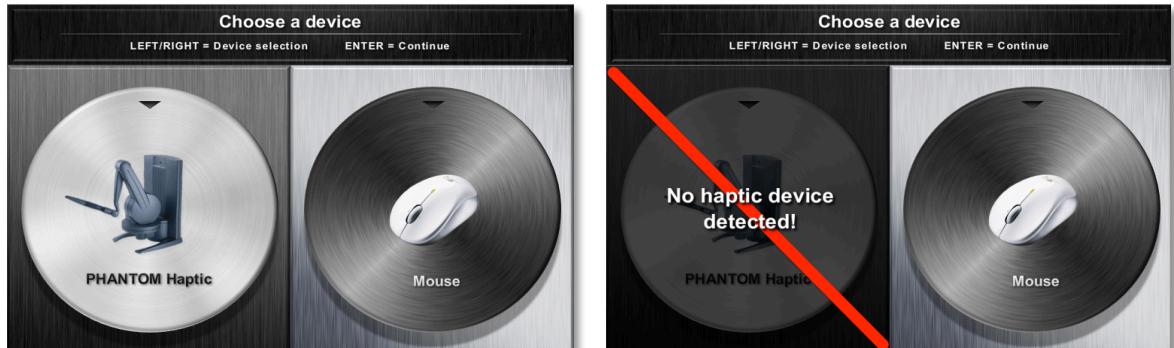 Choose a device
LEFT/RIGHT = Device selection ENTER = Continue
PHANTOM Haptic
Mouse
Choose a device
LEFT/RIGHT = Device selection ENTER = Continue
No haptic device
detected!
PHANTOM Haptic
Mouse